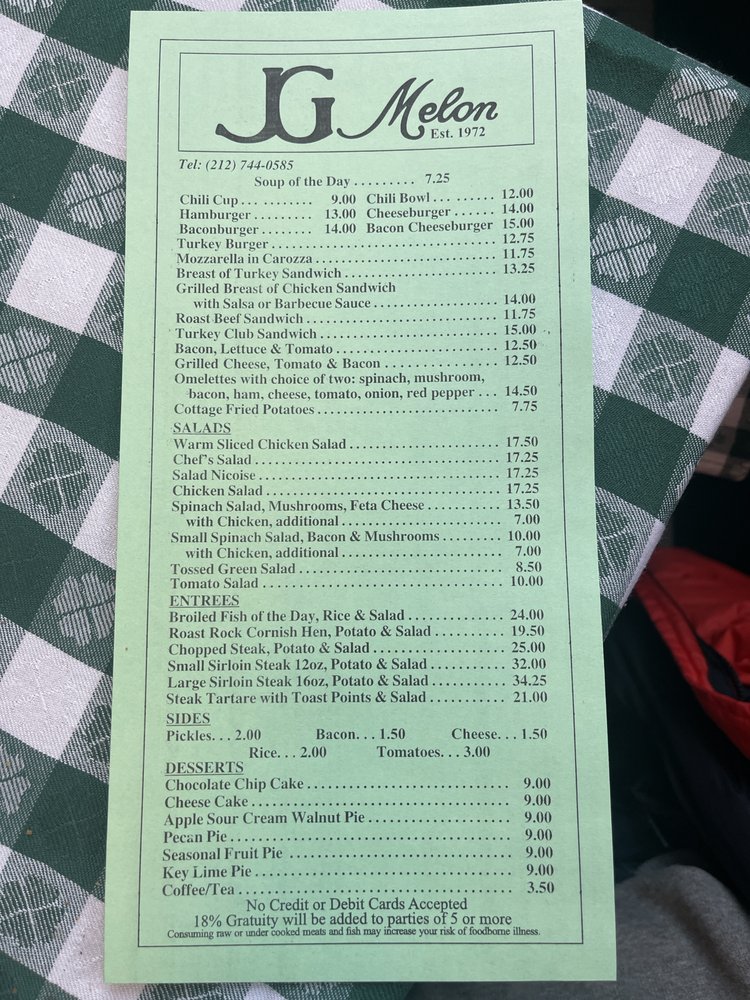 JG Melon
Est. 1972
Tel: (212) 744-0585
Soup of the Day ......... 7.25
Chili Cup ... .......... 9.00 Chili Bowl ... ........ 12.00
Hamburger ......... 13.00 Cheeseburger ...... 14.00
Baconburger ........ 14.00 Bacon Cheeseburger 15.00
Turkey Burger ........ 12.75
Mozzarella in Carozza ........ 11.75
Breast of Turkey Sandwich ........ 13.25
Grilled Breast of Chicken Sandwich
with Salsa or Barbecue Sauce ........ 14.00
Roast Beef Sandwich ........ 11.75
Turkey Club Sandwich ........ 15.00
Bacon, Lettuce & Tomato ........ 12.50
Grilled Cheese, Tomato & Bacon ........ 12.50
Omelettes with choice of two: spinach, mushroom,
bacon, ham, cheese, tomato, onion, red pepper ... 14.50
Cottage Fried Potatoes ........ 7.75
SALADS
Warm Sliced Chicken Salad ........ 17.50
Chef's Salad ........ 17.25
Salad Nicoise ........ 17.25
Chicken Salad ........ 17.25
Spinach Salad, Mushrooms, Feta Cheese ........ 13.50
with Chicken, additional ........ 7.00
Small Spinach Salad, Bacon & Mushrooms ........ 10.00
with Chicken, additional ........ 7.00
Tossed Green Salad ........ 8.50
Tomato Salad ........ 10.00
ENTREES
Broiled Fish of the Day, Rice & Salad ........ 24.00
Roast Rock Cornish Hen, Potato & Salad ........ 19.50
Chopped Steak, Potato & Salad ........ 25.00
Small Sirloin Steak 12oz, Potato & Salad ........ 32.00
Large Sirloin Steak 16oz, Potato & Salad ........ 34.25
Steak Tartare with Toast Points & Salad ........ 21.00
SIDES
Pickles. . . 2.00 Bacon. . . 1.50 Cheese. . . 1.50
Rice. . . 2.00 Tomatoes. . . 3.00
DESSERTS
Chocolate Chip Cake ........ 9.00
Cheese Cake ........ 9.00
Apple Sour Cream Walnut Pie ........ 9.00
Pecan Pie ........ 9.00
Seasonal Fruit Pie ........ 9.00
Key Lime Pie ........ 9.00
Coffee/Tea ........ 3.50
No Credit or Debit Cards Accepted
18% Gratuity will be added to parties of 5 or more
Consuming raw or under cooked meats and fish may increase your risk of foodborne illness.